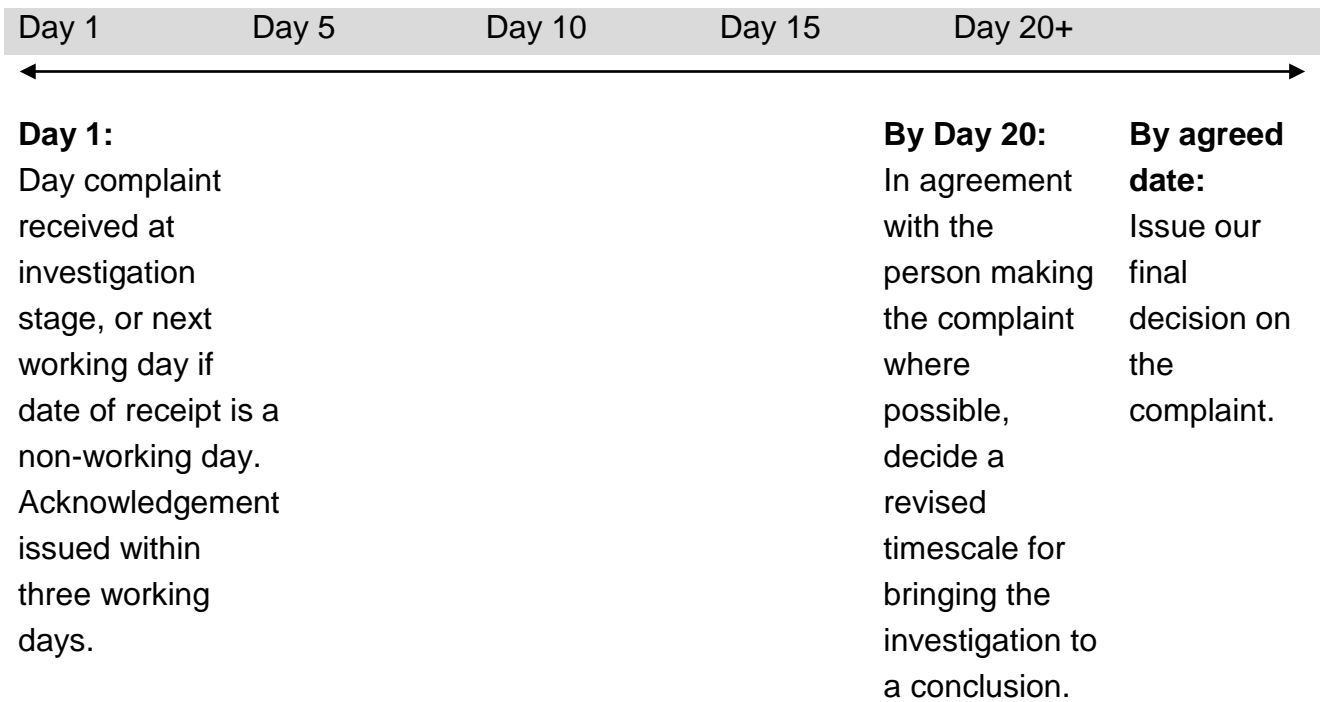 Day 1 Day 5 Day 10 Day 15 Day 20+
Day 1:
Day complaint
received at
investigation
stage, or next
working day if
date of receipt is a
non-working day.
Acknowledgement
issued within
three working
days.
By Day 20:
In agreement
with the
person making
the complaint
where
possible,
decide a
revised
timescale for
bringing the
investigation to
a conclusion.
By agreed
date:
Issue our
final
decision on
the
complaint.